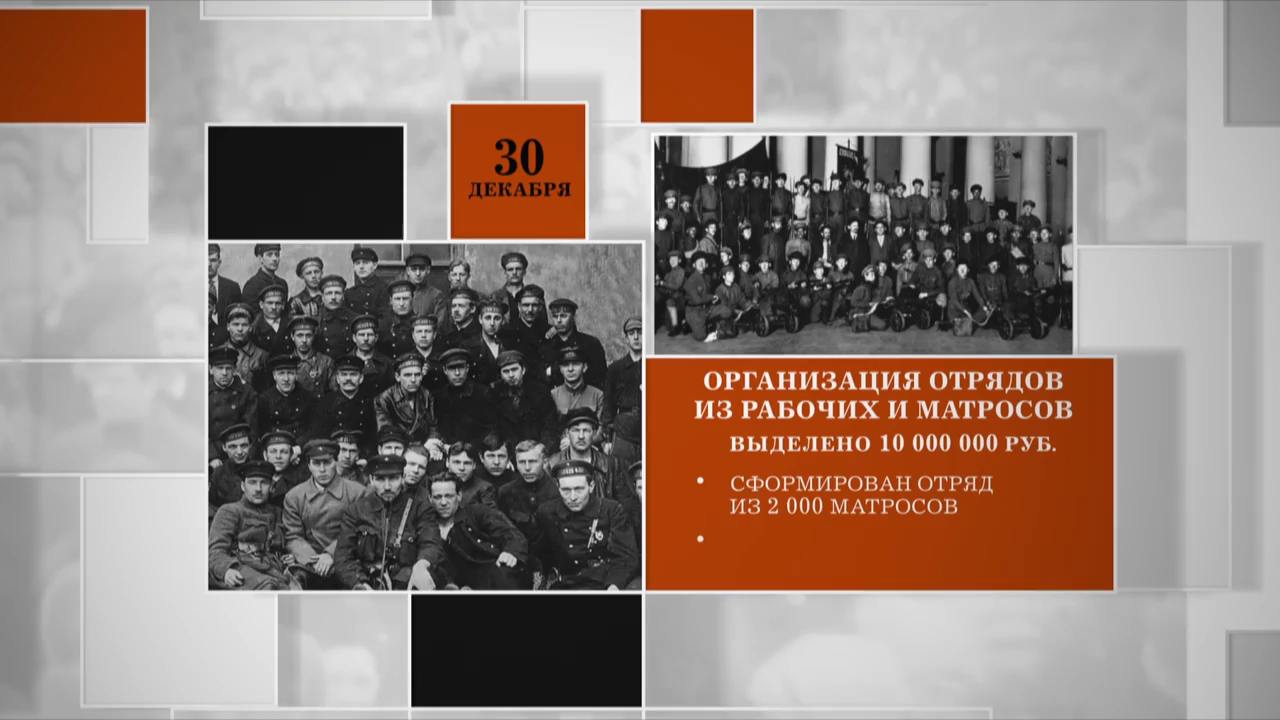 30
ДЕКАБРЯ
ОРГАНИЗАЦИЯ ОТРЯДОВ
ИЗ РАБОЧИХ И МАТРОСОВ
ВЫДЕЛЕНО 10 000 000 РУБ.
• СФОРМИРОВАН ОТРЯД
ИЗ 2 000 МАТРОСОВ
•